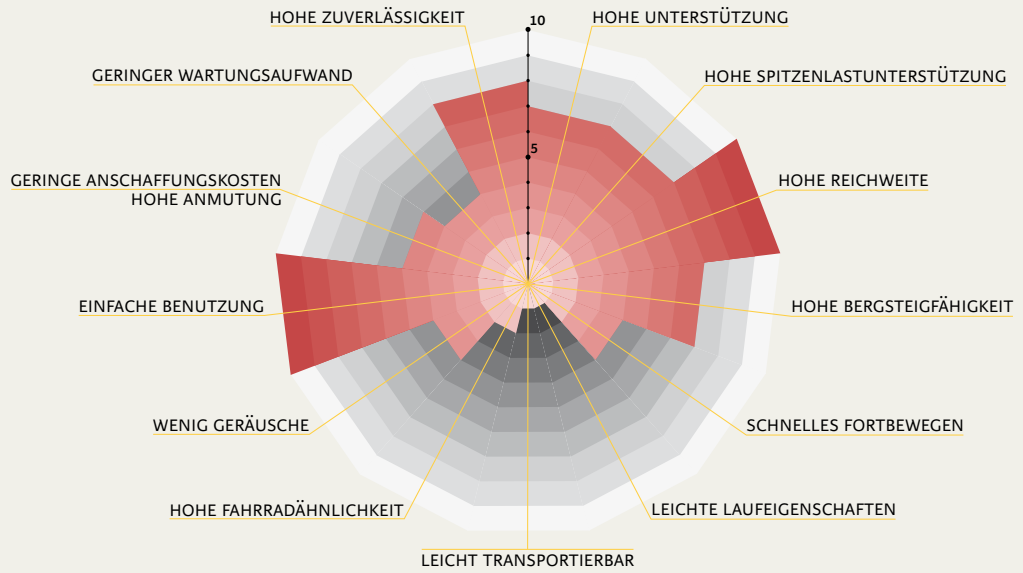 HOHE ZUVERLÄSSIGKEIT
10
HOHE UNTERSTÜTZUNG
GERINGER WARTUNGSAUFWAND
HOHE SPITZENLASTUNTERSTÜTZUNG
5
GERINGE ANSCHAFFUNGSKOSTEN
HOHE ANMUTUNG
HOHE REICHWEITE
EINFACHE BENUTZUNG
HOHE BERGSTEIGFÄHIGKEIT
WENIG GERÄUSCHE
SCHNELLES FORTBEWEGEN
HOHE FAHRRADÄHNLICHKEIT
LEICHTE LAUFEIGENSCHAFTEN
LEICHT TRANSPORTIERBAR